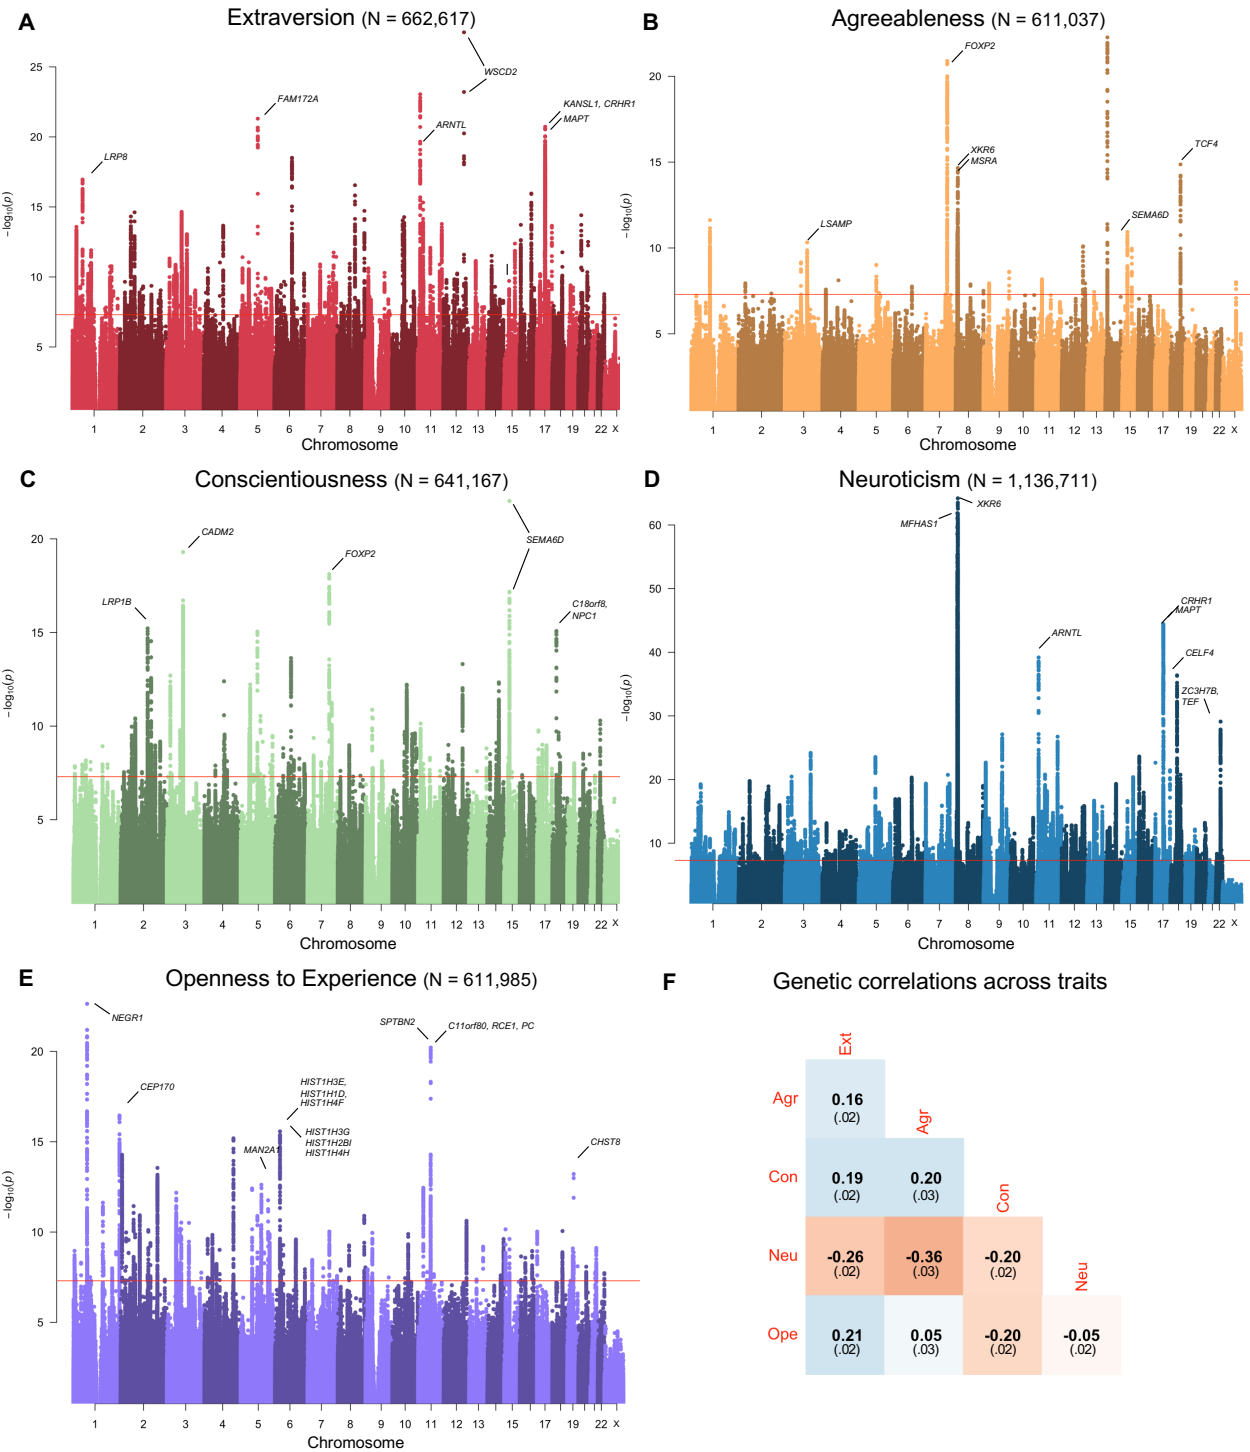 A
Extraversion (N = 662,617)
25
20
15
10
5
−log10(p)
LRP8
FAM172A
ARNTL
WSCD2
KANSL1, CRHR1
MAPT
1 2 3 4 5 6 7 8 9 10 11 12 13 15 17 19 22 X
Chromosome
B
Agreeableness (N = 611,037)
20
15
10
5
−log10(p)
LSAMP
FOXP2
XKR6
MSRA
SEMA6D
TCF4
1 2 3 4 5 6 7 8 9 10 11 12 13 15 17 19 22 X
Chromosome
C
Conscientiousness (N = 641,167)
20
15
10
5
−log10(p)
LRP1B
CADM2
FOXP2
SEMA6D
C18orf8,
NPC1
1 2 3 4 5 6 7 8 9 10 11 12 13 15 17 19 22 X
Chromosome
D
Neuroticism (N = 1,136,711)
60
50
40
30
20
10
−log10(p)
MFHAS1
XKR6
ARNTL
CRHR1
MAPT
CELF4
ZC3H7B,
TEF
1 2 3 4 5 6 7 8 9 10 11 12 13 15 17 19 22 X
Chromosome
E
Openness to Experience (N = 611,985)
20
15
10
5
−log10(p)
NEGR1
CEP170
MAN2A1
HIST1H3E,
HIST1H1D,
HIST1H4F
HIST1H3G
HIST1H2BI
HIST1H4H
SPTBN2
C11orf80, RCE1, PC
CHST8
1 2 3 4 5 6 7 8 9 10 11 12 13 15 17 19 22 X
Chromosome
F
Genetic correlations across traits
Ext
Agr 0.16
(.02)
Agr
Con 0.19 0.20
(.02) (.03)
Con
Neu -0.26 -0.36 -0.20
(.02) (.03) (.02)
Neu
Ope 0.21 0.05 -0.20 -0.05
(.02) (.03) (.02) (.02)